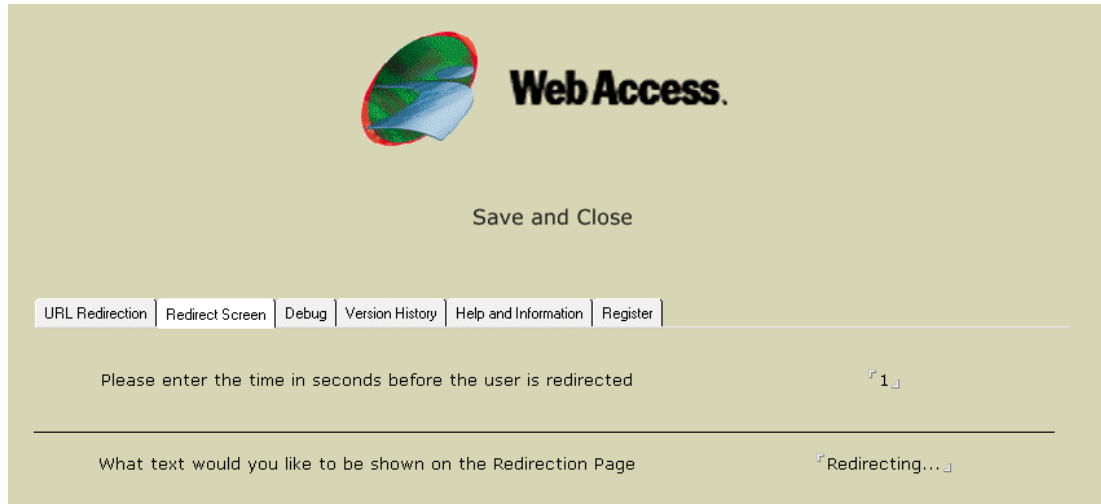 Web Access.
Save and Close
URL Redirection Redirect Screen Debug Version History Help and Information Register
Please enter the time in seconds before the user is redirected 1
What text would you like to be shown on the Redirection Page Redirecting...